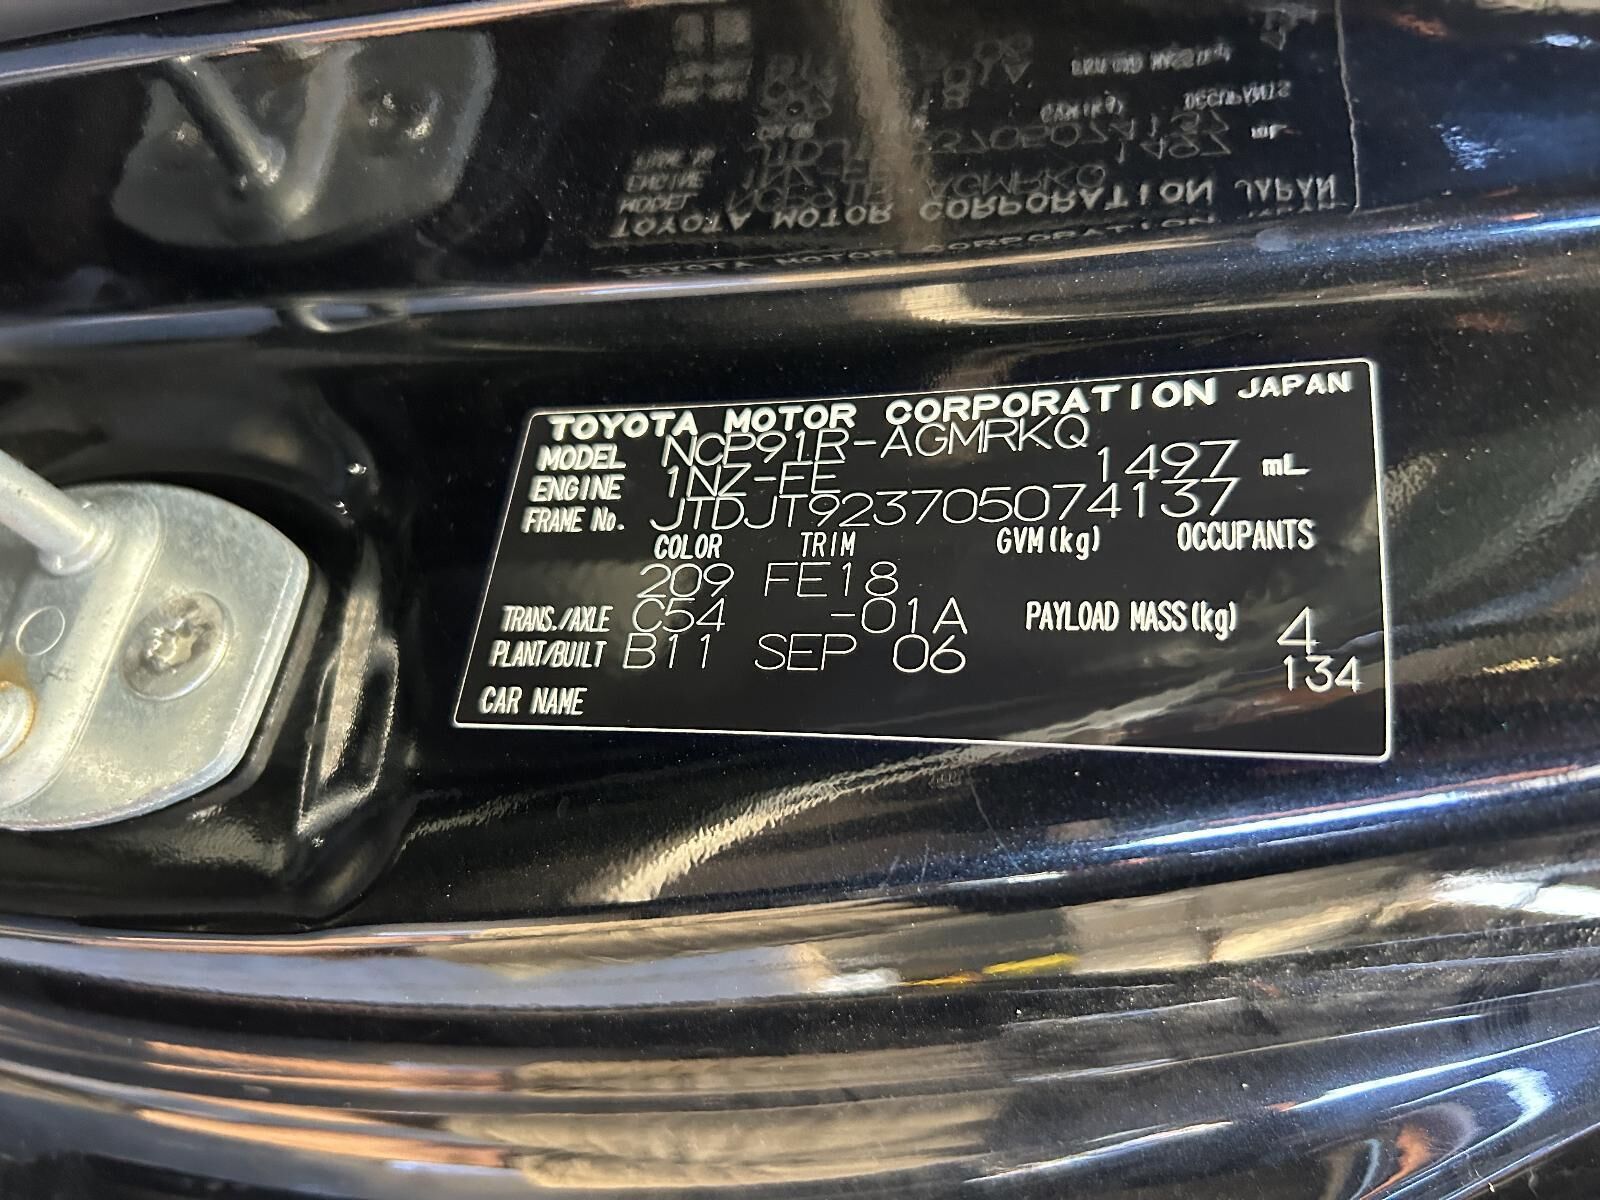 TOYOTA MOTOR CORPORATION JAPAN
MODEL NCP91R-AGMRKQ
ENGINE 1NZ-FE 1497 mL
FRAME No. JTDJT923705074137
COLOR TRIM GVM(kg) OCCUPANTS
209 FE18
TRANS./AXLE C54 -01A PAYLOAD MASS(kg) 4
PLANT/BUILT B11 SEP 06 134
CAR NAME